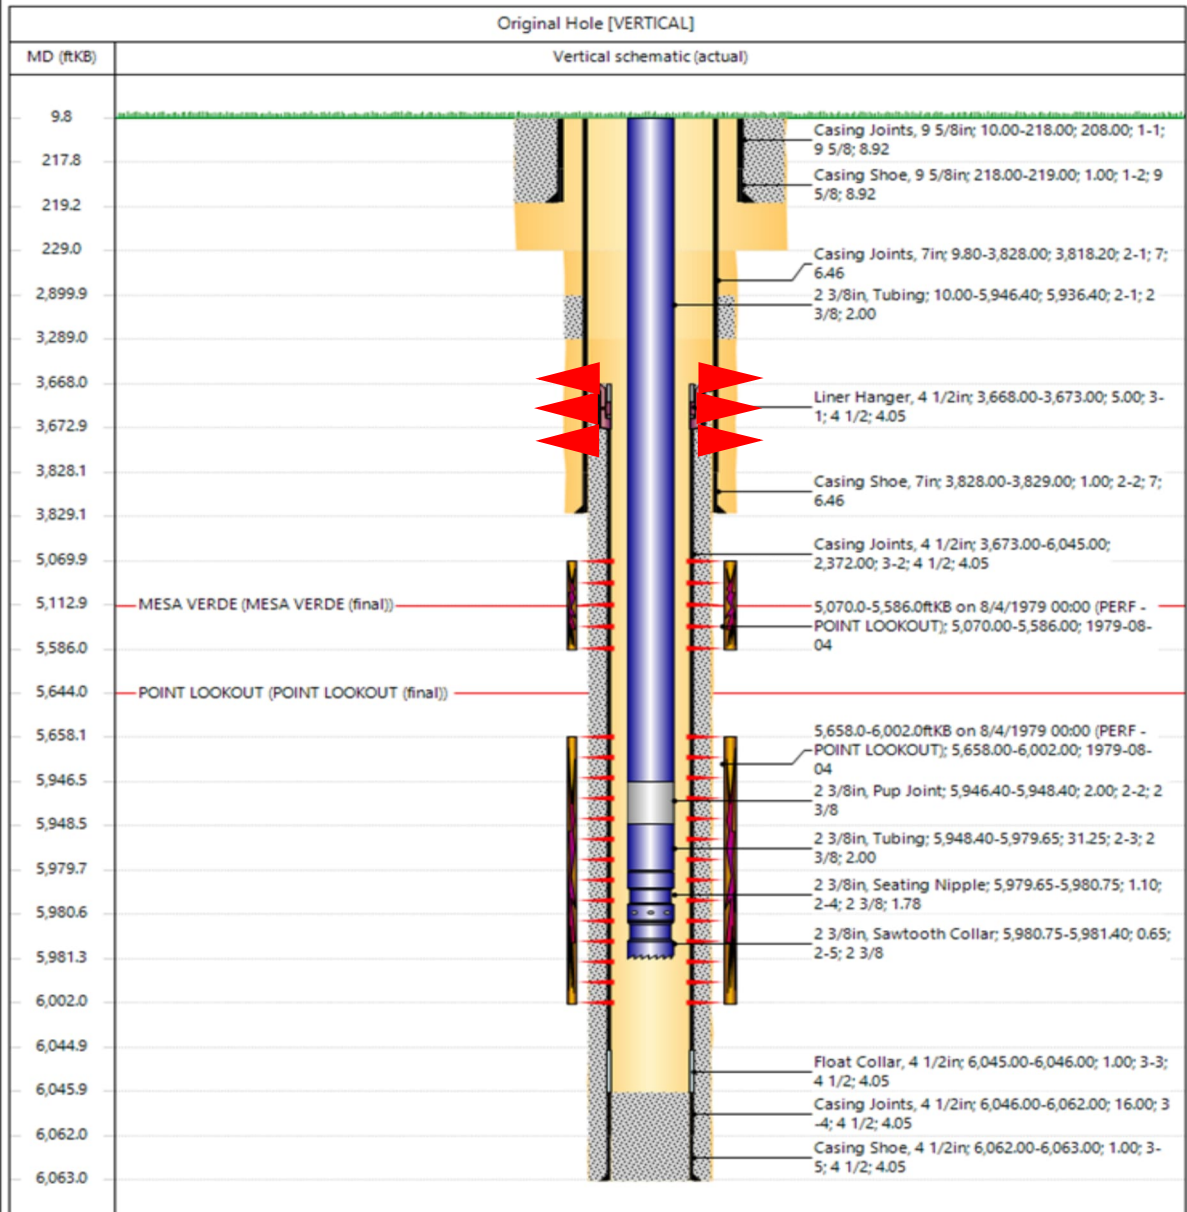 Original Hole [VERTICAL]
MD (ftKB)
Vertical schematic (actual)
9.8
217.8
219.2
229.0
2,899.9
3,289.0
3,668.0
3,672.9
3,828.1
3,829.1
5,069.9
5,112.9
5,586.0
5,644.0
5,658.1
5,946.5
5,948.5
5,979.7
5,980.6
5,981.3
6,002.0
6,044.9
6,045.9
6,062.0
6,063.0
MESA VERDE (MESA VERDE (final))
POINT LOOKOUT (POINT LOOKOUT (final))
Casing Joints, 9 5/8in; 10.00-218.00; 208.00; 1-1;
9 5/8; 8.92
Casing Shoe, 9 5/8in; 218.00-219.00; 1.00; 1-2; 9
5/8; 8.92
Casing Joints, 7in; 9.80-3,828.00; 3,818.20; 2-1; 7;
6.46
2 3/8in, Tubing; 10.00-5,946.40; 5,936.40; 2-1; 2
3/8; 2.00
Liner Hanger, 4 1/2in; 3,668.00-3,673.00; 5.00; 3-
1; 4 1/2; 4.05
Casing Shoe, 7in; 3,828.00-3,829.00; 1.00; 2-2; 7;
6.46
Casing Joints, 4 1/2in; 3,673.00-6,045.00;
2,372.00; 3-2; 4 1/2; 4.05
5,070.0-5,586.0ftKB on 8/4/1979 00:00 (PERF -
POINT LOOKOUT); 5,070.00-5,586.00; 1979-08-
04
5,658.0-6,002.0ftKB on 8/4/1979 00:00 (PERF -
POINT LOOKOUT); 5,658.00-6,002.00; 1979-08-
04
2 3/8in, Pup Joint; 5,946.40-5,948.40; 2.00; 2-2; 2
3/8
2 3/8in, Tubing; 5,948.40-5,979.65; 31.25; 2-3; 2
3/8; 2.00
2 3/8in, Seating Nipple; 5,979.65-5,980.75; 1.10;
2-4; 2 3/8; 1.78
2 3/8in, Sawtooth Collar; 5,980.75-5,981.40; 0.65;
2-5; 2 3/8
Float Collar, 4 1/2in; 6,045.00-6,046.00; 1.00; 3-3;
4 1/2; 4.05
Casing Joints, 4 1/2in; 6,046.00-6,062.00; 16.00; 3
-4; 4 1/2; 4.05
Casing Shoe, 4 1/2in; 6,062.00-6,063.00; 1.00; 3-
5; 4 1/2; 4.05